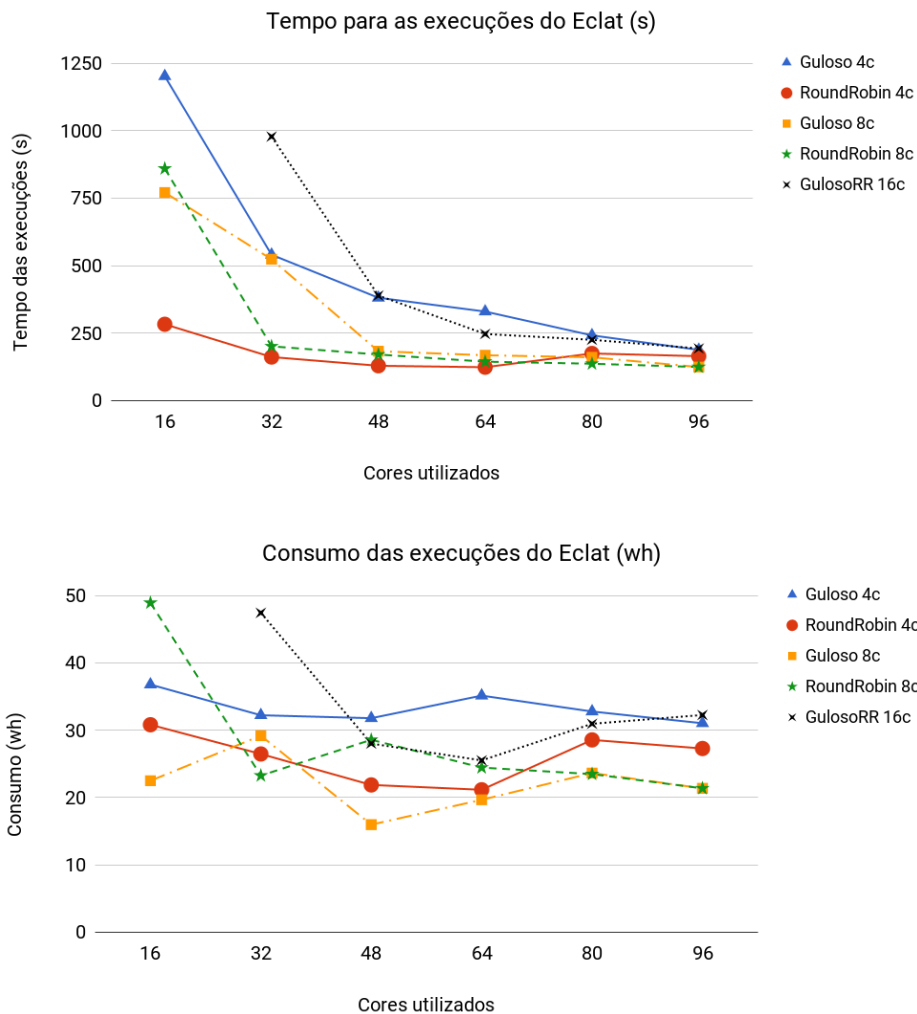 Tempo para as execuções do Eclat (s)
Tempo das execuções (s)
1250
1000
750
500
250
0
16 32 48 64 80 96
Cores utilizados
Guloso 4c
RoundRobin 4c
Guloso 8c
RoundRobin 8c
GulosoRR 16c
Consumo das execuções do Eclat (wh)
Consumo (wh)
50
40
30
20
10
0
16 32 48 64 80 96
Cores utilizados
Guloso 4c
RoundRobin 4c
Guloso 8c
RoundRobin 8c
GulosoRR 16c